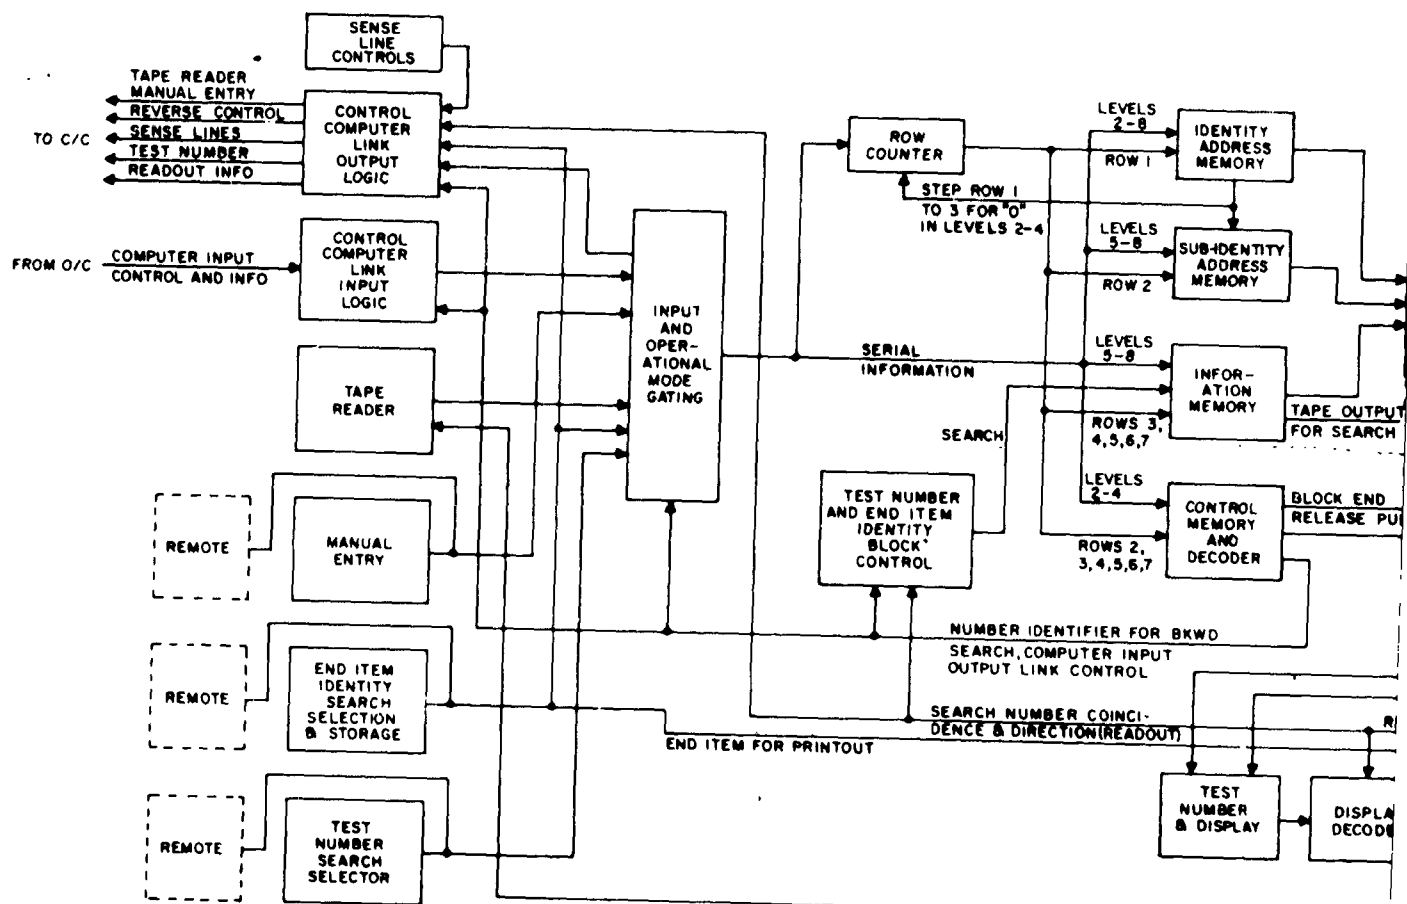 SENSE
LINE
CONTROLS
TAPE READER
MANUAL ENTRY
REVERSE CONTROL
SENSE LINES
TEST NUMBER
READOUT INFO
TO C/C
CONTROL
COMPUTER
LINK
OUTPUT
LOGIC
FROM O/C
COMPUTER INPUT
CONTROL AND INFO
CONTROL
COMPUTER
LINK
INPUT
LOGIC
TAPE
READER
REMOTE
MANUAL
ENTRY
REMOTE
END ITEM
IDENTITY
SEARCH
SELECTION
& STORAGE
REMOTE
TEST
NUMBER
SEARCH
SELECTOR
INPUT
AND
OPER-
ATIONAL
MODE
GATING
ROW
COUNTER
STEP ROW 1
TO 3 FOR "O"
IN LEVELS 2-4
SERIAL
INFORMATION
SEARCH
TEST NUMBER
AND END ITEM
IDENTITY
BLOCK
CONTROL
LEVELS
2-8
ROW 1
IDENTITY
ADDRESS
MEMORY
LEVELS
5-8
ROW 2
SUB-IDENTITY
ADDRESS
MEMORY
LEVELS
5-8
ROWS 3,
4,5,6,7
INFOR-
ATION
MEMORY
TAPE OUTPUT
FOR SEARCH
LEVELS
2-4
ROWS 2,
3,4,5,6,7
CONTROL
MEMORY
AND
DECODER
BLOCK END
RELEASE PU
NUMBER IDENTIFIER FOR BKWD
SEARCH, COMPUTER INPUT
OUTPUT LINK CONTROL
SEARCH NUMBER COINCI-
DENCE & DIRECTION (READOUT)
R
END ITEM FOR PRINTOUT
TEST
NUMBER
& DISPLAY
DISPLA
DECOD